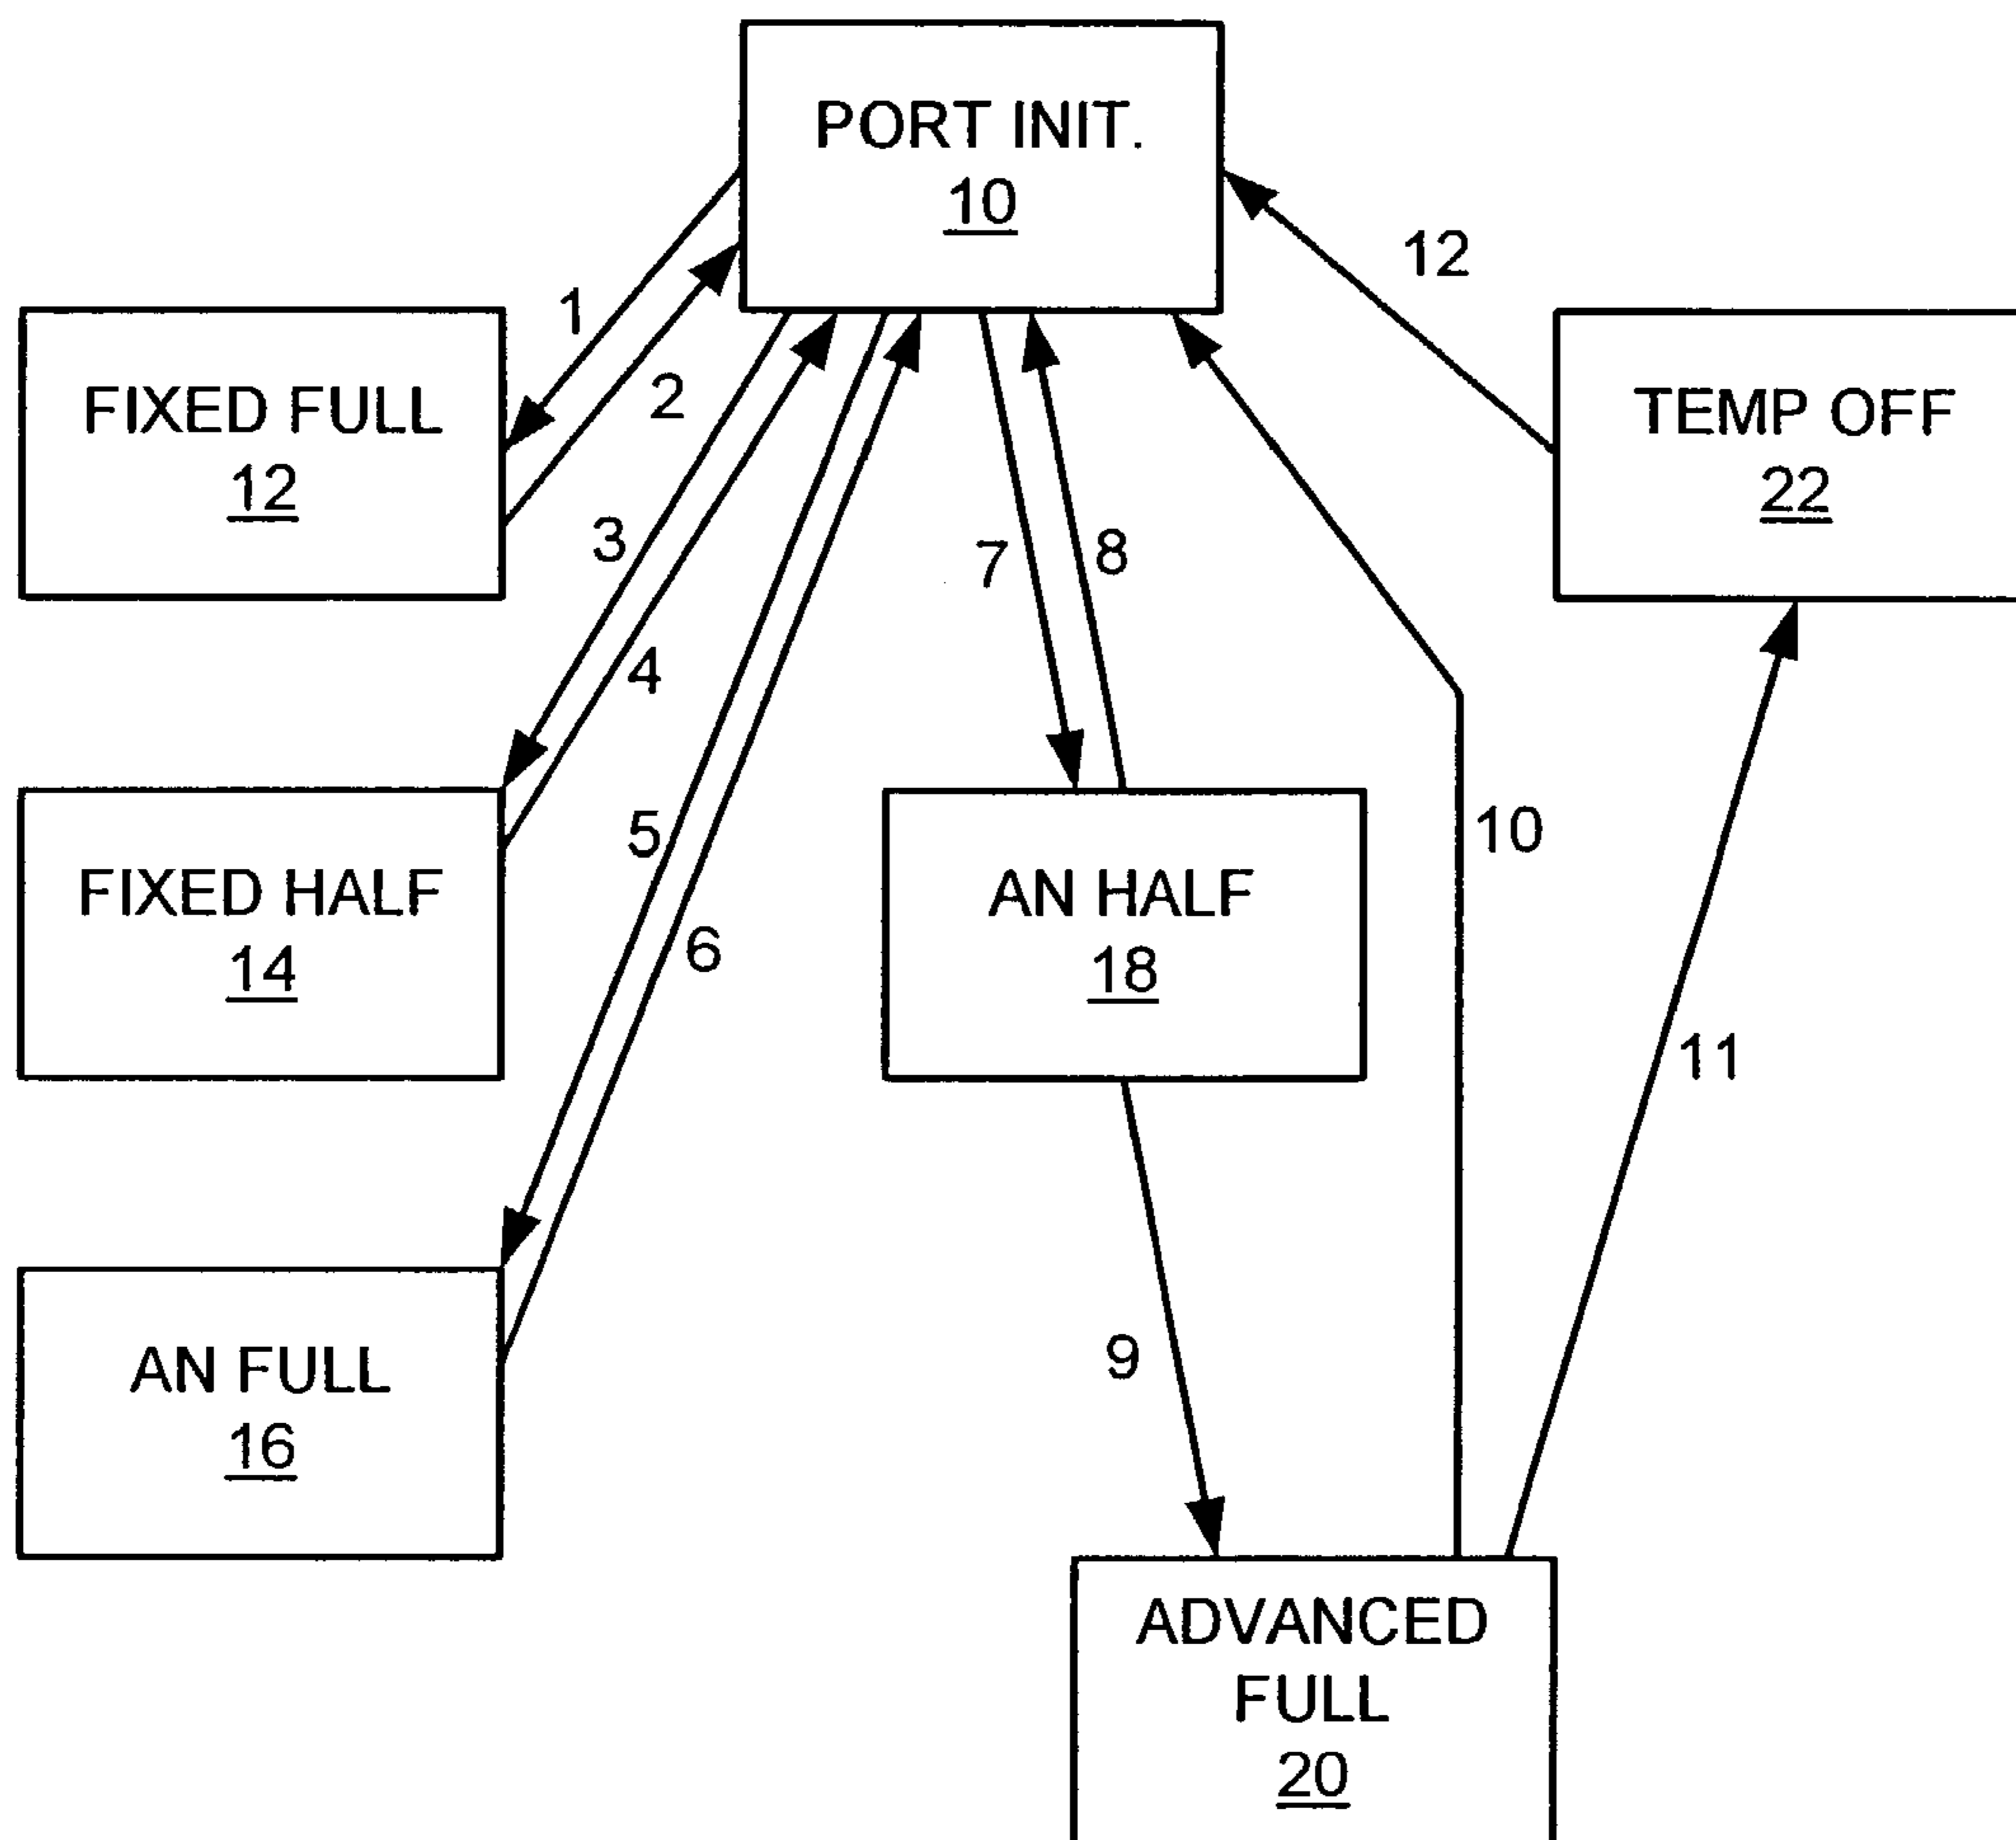 PORT INIT.
10
12
1
FIXED FULL
12
2
TEMP OFF
22
3
7
8
4
5
10
FIXED HALF
14
6
AN HALF
18
11
9
AN FULL
16
ADVANCED
FULL
20